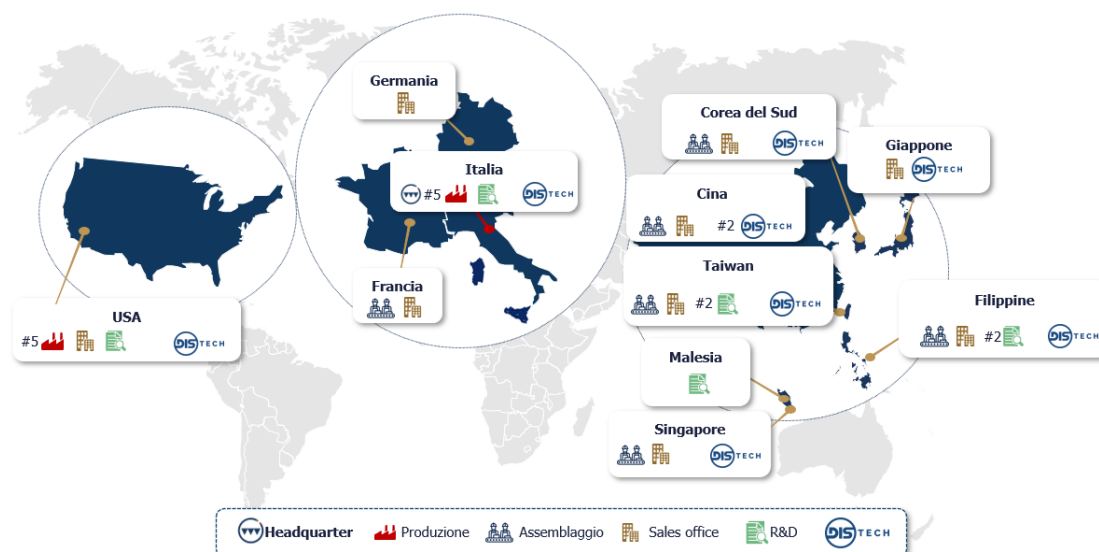 Germania
Italia
#5
DIS TECH
Francia
USA
#5
DIS TECH
Corea del Sud
DIS TECH
Giappone
DIS TECH
Cina
#2
DIS TECH
Taiwan
#2
DIS TECH
Filippine
#2
DIS TECH
Malesia
Singapore
DIS TECH
Headquarter Produzione Assemblaggio Sales office R&D DIS TECH